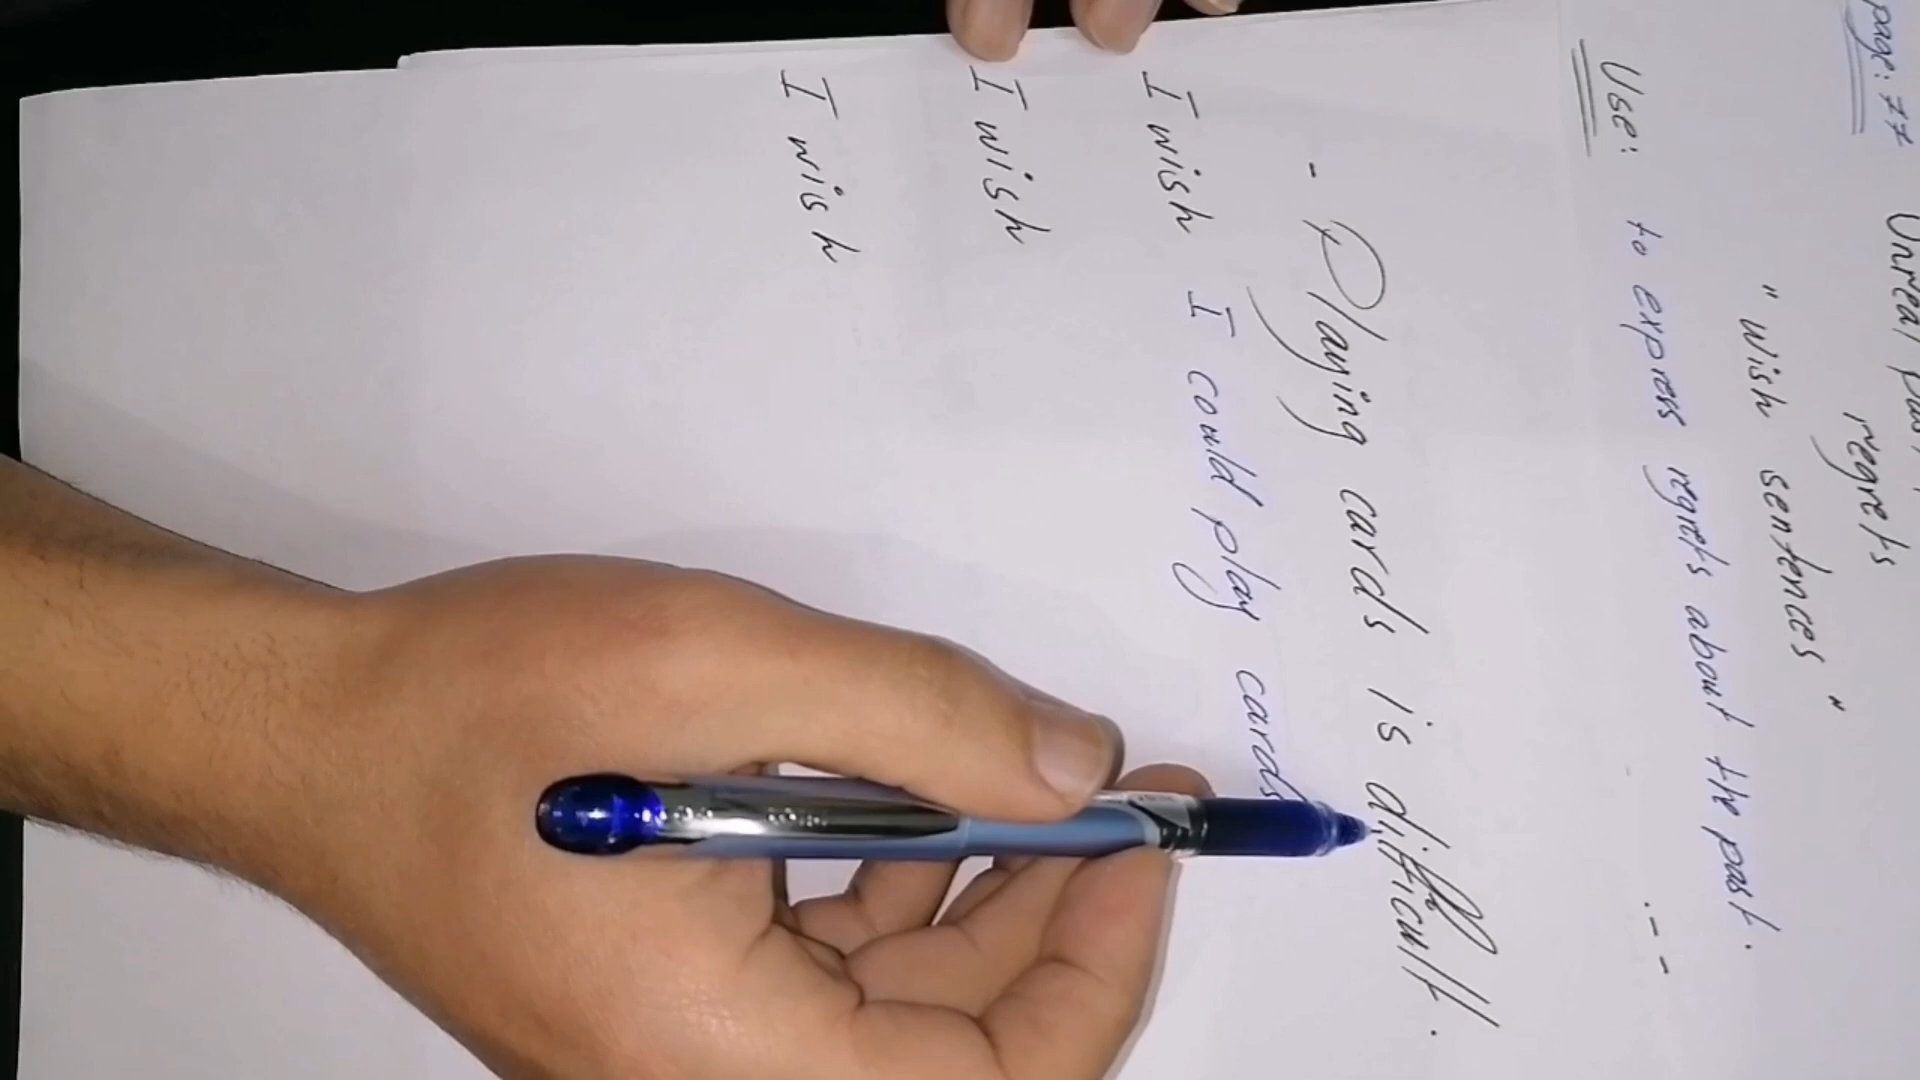 page: 77 Unreal
regrets
" Wish sentences "
Use: to express regrets about the past.
- Playing cards is difficult.
I wish I could play cards
I wish
I wish